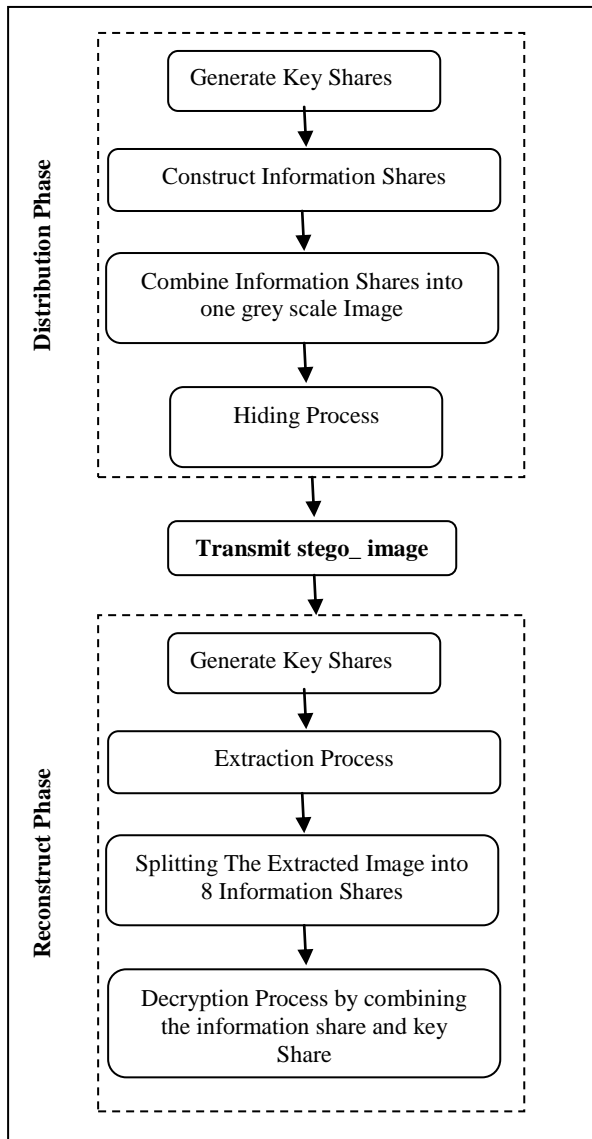 Distribution Phase
Generate Key Shares
Construct Information Shares
Combine Information Shares into
one grey scale Image
Hiding Process
Transmit stego_ image
Reconstruct Phase
Generate Key Shares
Extraction Process
Splitting The Extracted Image into
8 Information Shares
Decryption Process by combining
the information share and key
Share